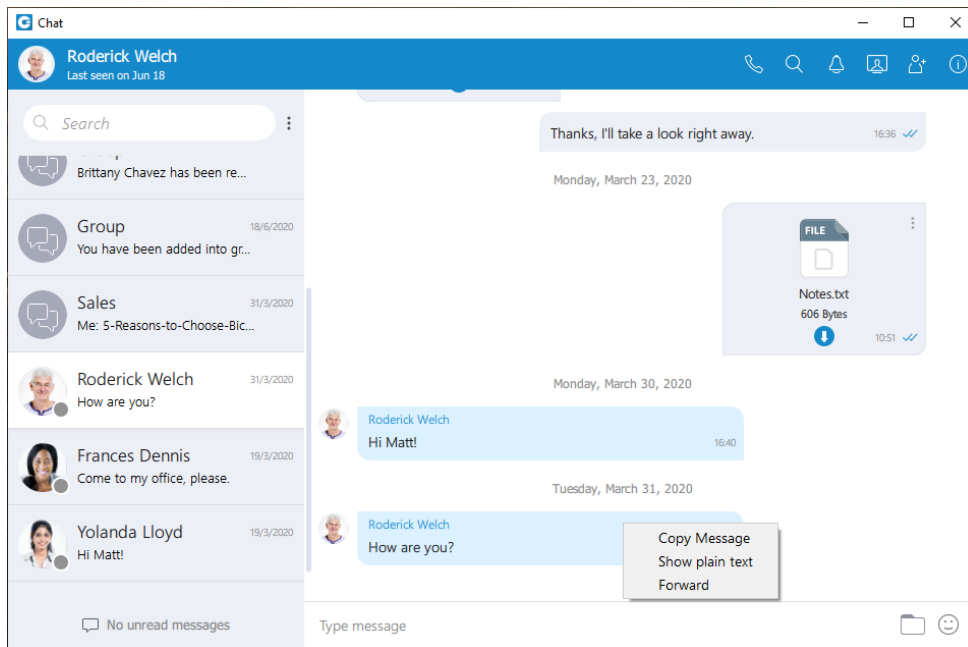 Chat
Roderick Welch
Last seen on Jun 18
Search
Brittany Chavez has been re...
Group 18/6/2020
You have been added into gr...
Sales 31/3/2020
Me: 5-Reasons-to-Choose-Bic...
Roderick Welch 31/3/2020
How are you?
Frances Dennis 19/3/2020
Come to my office, please.
Yolanda Lloyd 19/3/2020
Hi Matt!
No unread messages
Thanks, I'll take a look right away. 16:36
Monday, March 23, 2020
FILE
Notes.txt
606 Bytes
10:51
Monday, March 30, 2020
Roderick Welch
Hi Matt! 16:40
Tuesday, March 31, 2020
Roderick Welch
How are you?
Copy Message
Show plain text
Forward
Type message